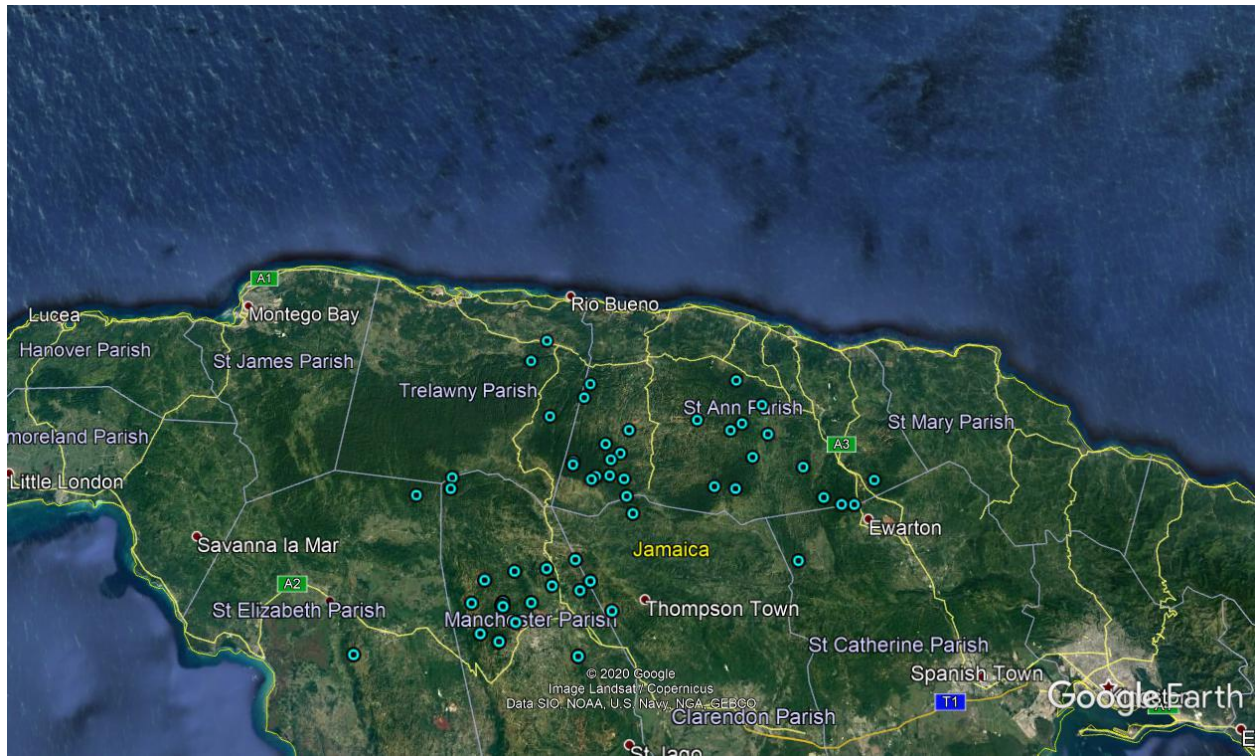 A1
Rio Bueno
Lucea
Montego Bay
Hanover Parish
St James Parish
Trelawny Parish
St Ann Parish
St Mary Parish
moreland Parish
A3
Little London
Ewarton
Savanna la Mar
Jamaica
A2
St Elizabeth Parish
Thompson Town
Manchester Parish
St Catherine Parish
© 2020 Google
Image Landsat / Copernicus
Data SIO, NOAA, U.S. Navy, NGA, GEBCO
Spanish Town
T1
Google Earth
Clarendon Parish
St Jago
E